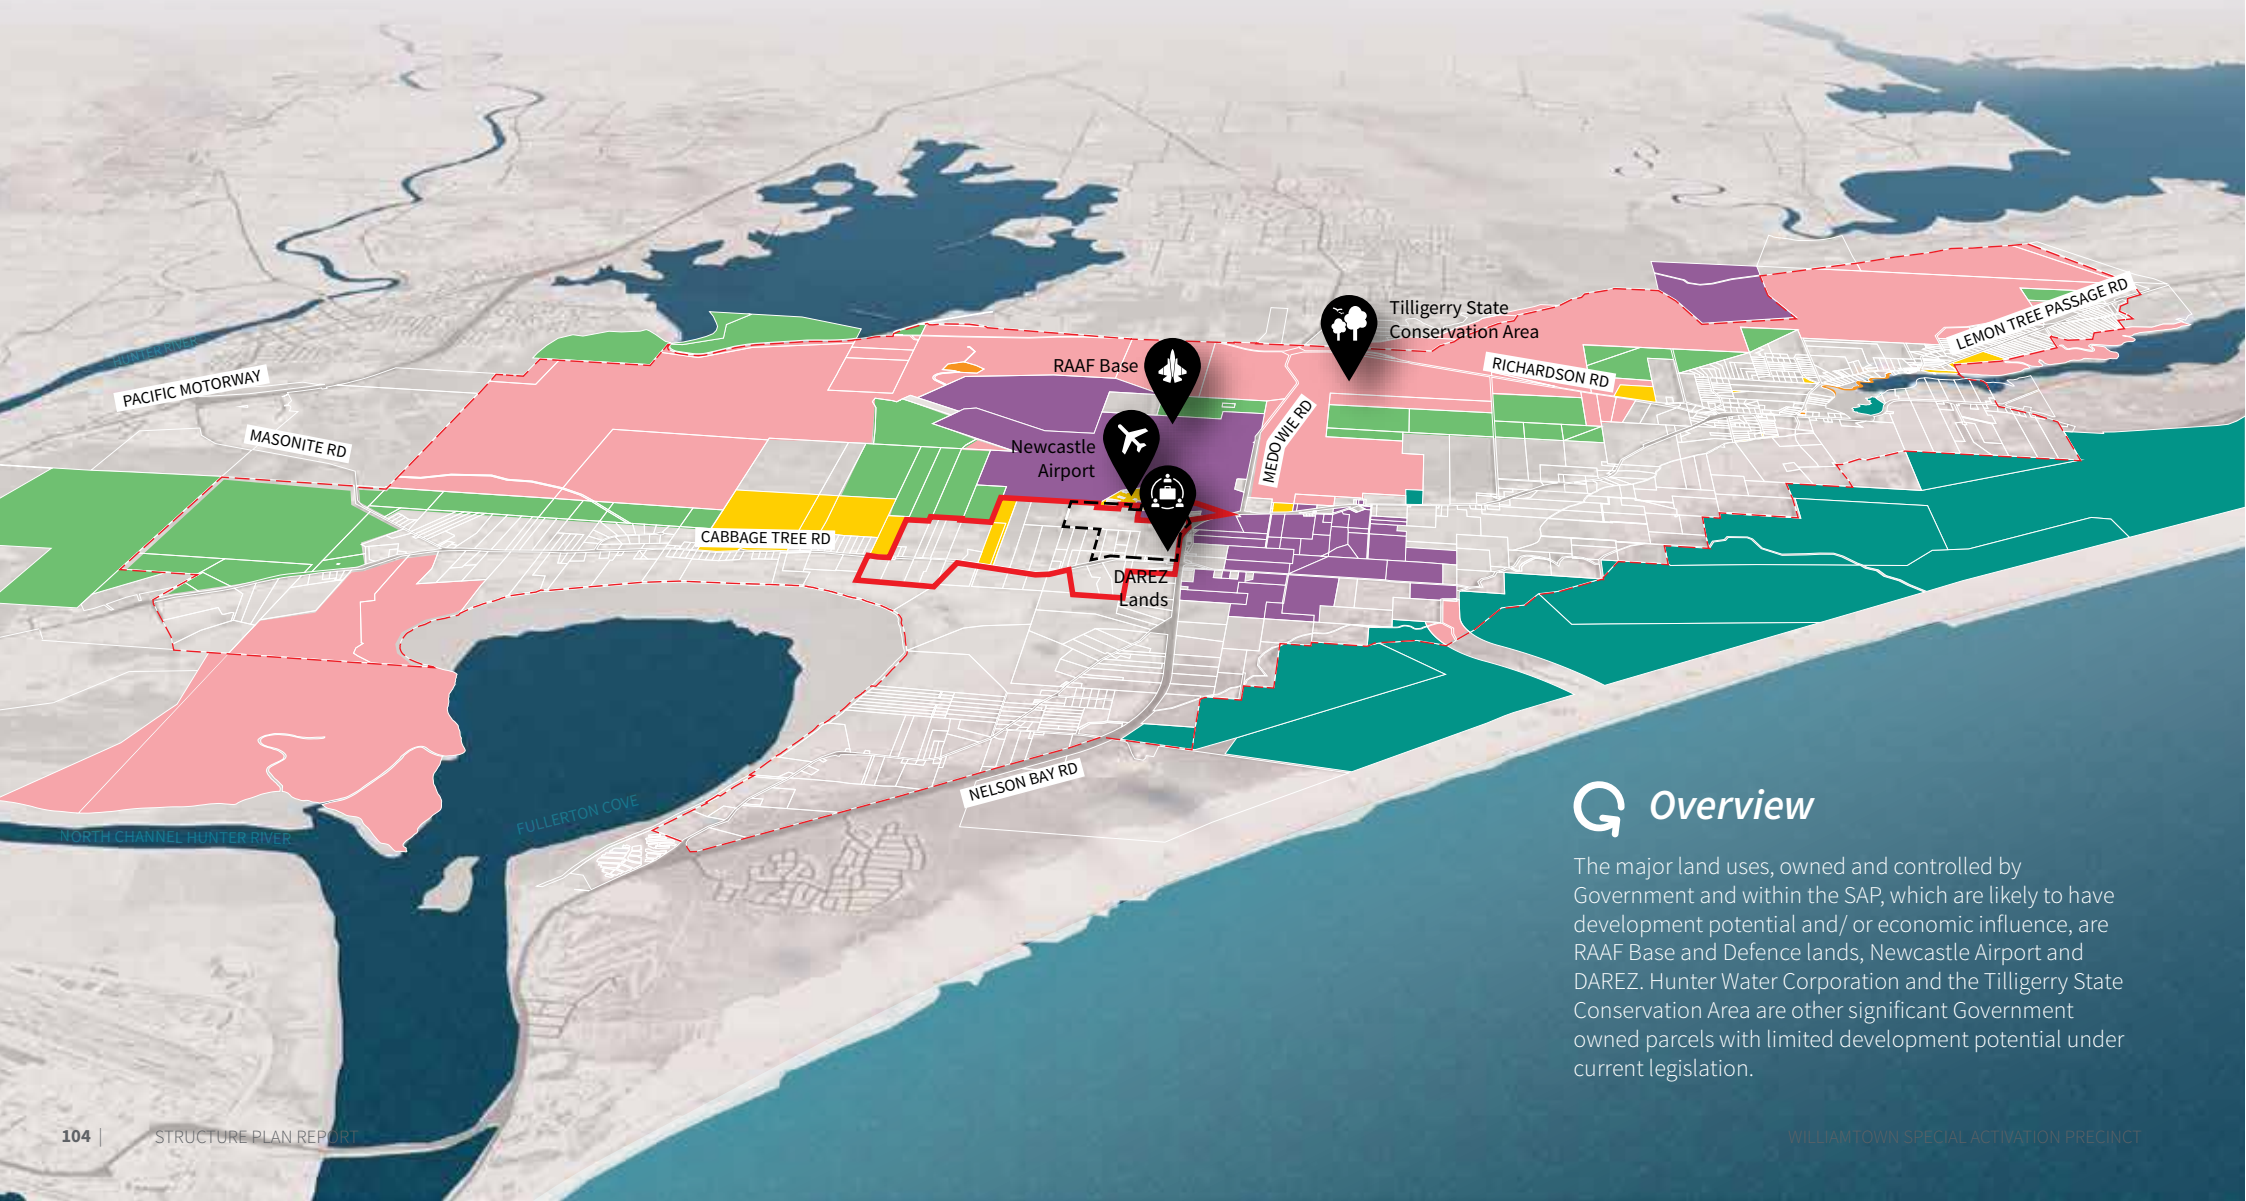 Tilligerry State
Conservation Area
RAAF Base
LEMON TREE PASSAGE RD
HUNTER RIVER
RICHARDSON RD
PACIFIC MOTORWAY
MEDOWIE RD
MASONITE RD
Newcastle
Airport
CABBAGE TREE RD
DAREZ
Lands
NELSON BAY RD
FULLERTON COVE
NORTH CHANNEL HUNTER RIVER
Overview
The major land uses, owned and controlled by
Government and within the SAP, which are likely to have
development potential and/ or economic influence, are
RAAF Base and Defence lands, Newcastle Airport and
DAREZ. Hunter Water Corporation and the Tilligerry State
Conservation Area are other significant Government
owned parcels with limited development potential under
current legislation.
104 | STRUCTURE PLAN REPORT
WILLIAMTOWN SPECIAL ACTIVATION PRECINCT